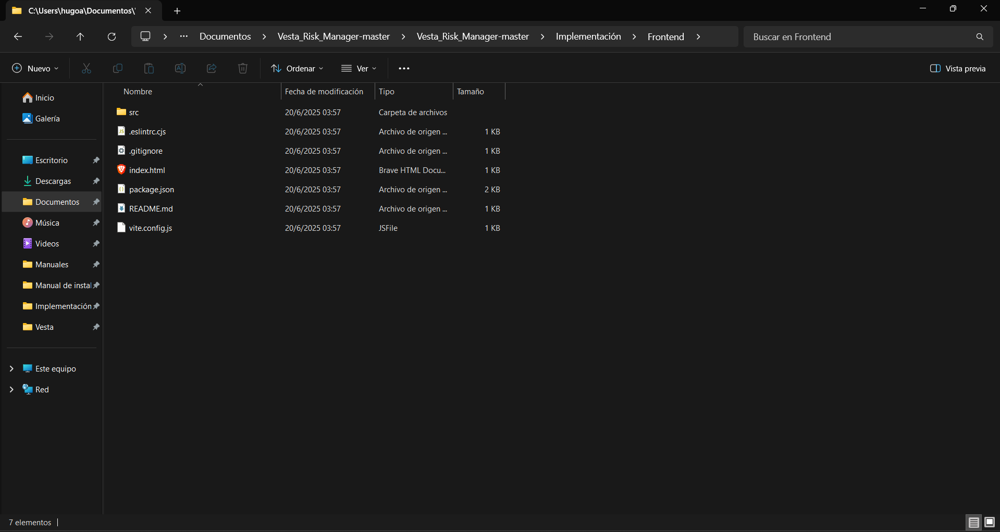 C:\Users\hugoa\Documentos\
Documentos > Vesta_Risk_Manager-master > Vesta_Risk_Manager-master > Implementación > Frontend >
Buscar en Frontend
Nuevo
Ordenar
Ver
Vista previa
Nombre Fecha de modificación Tipo Tamaño
src 20/6/2025 03:57 Carpeta de archivos
.eslintrc.cjs 20/6/2025 03:57 Archivo de origen ... 1 KB
.gitignore 20/6/2025 03:57 Archivo de origen ... 1 KB
index.html 20/6/2025 03:57 Brave HTML Docu... 1 KB
package.json 20/6/2025 03:57 Archivo de origen ... 2 KB
README.md 20/6/2025 03:57 Archivo de origen ... 1 KB
vite.config.js 20/6/2025 03:57 JSFile 1 KB
Inicio
Galería
Escritorio
Descargas
Documentos
Música
Videos
Manuales
Manual de instal
Implementación
Vesta
Este equipo
Red
7 elementos